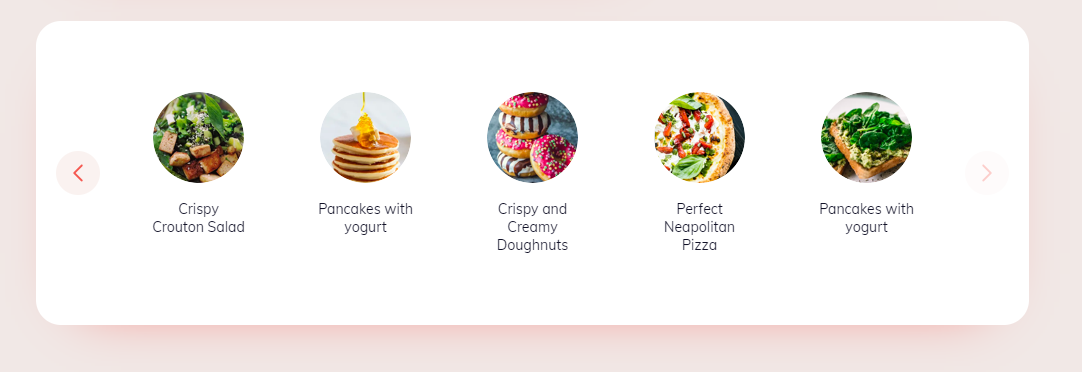 Crispy
Crouton Salad
Pancakes with
yogurt
Crispy and
Creamy
Doughnuts
Perfect
Neapolitan
Pizza
Pancakes with
yogurt